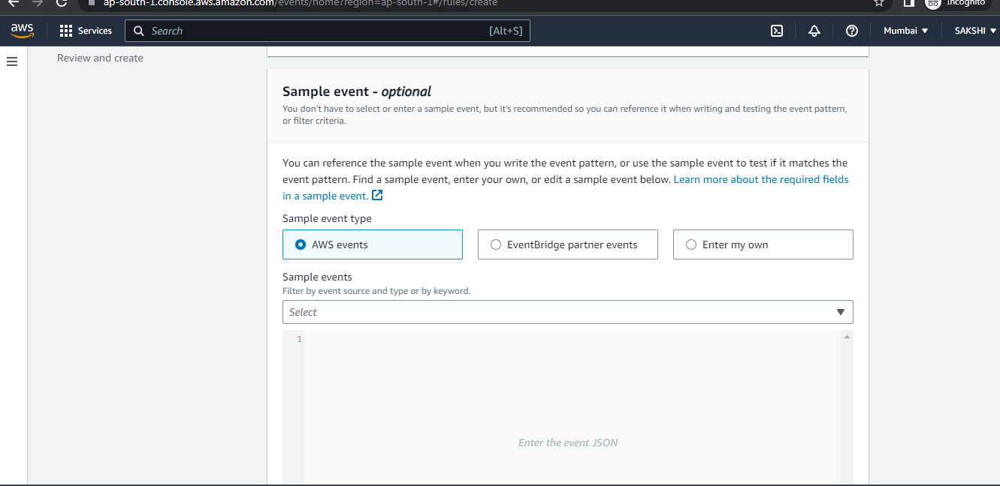 ap-south-1.console.aws.amazon.com/events/home?region=ap-south-1#/rules/create
Incognito
aws
Services
Search
[Alt+S]
Mumbai
SAKSHI
Review and create
Sample event - optional
You don't have to select or enter a sample event, but it's recommended so you can reference it when writing and testing the event pattern,
or filter criteria.
You can reference the sample event when you write the event pattern, or use the sample event to test if it matches the
event pattern. Find a sample event, enter your own, or edit a sample event below. Learn more about the required fields
in a sample event.
Sample event type
AWS events
EventBridge partner events
Enter my own
Sample events
Filter by event source and type or by keyword.
Select
1
Enter the event JSON